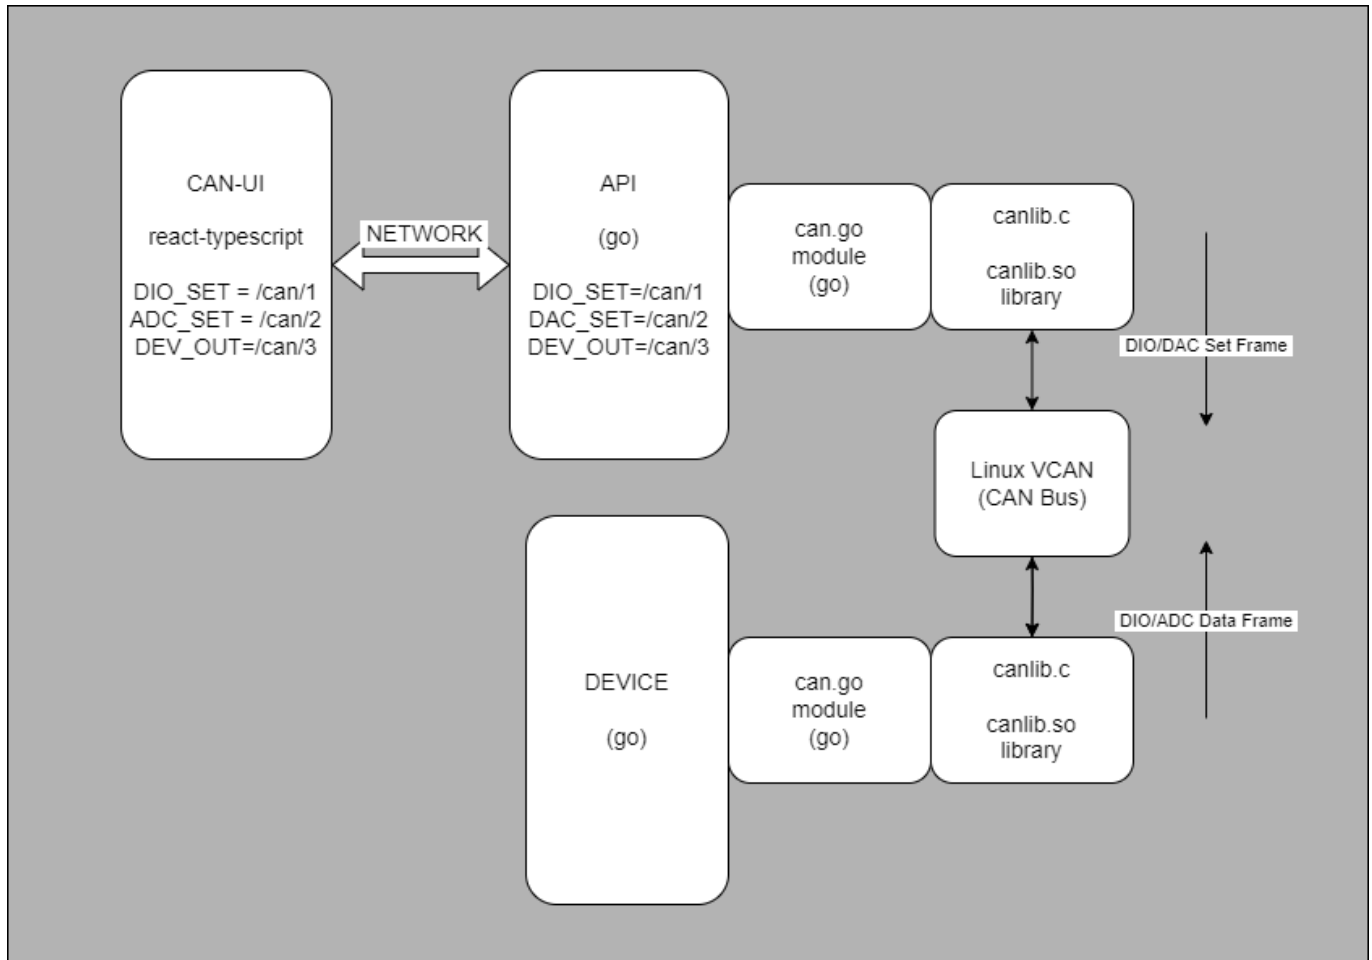 CAN-UI
react-typescript
DIO_SET = /can/1
ADC_SET = /can/2
DEV_OUT=/can/3
NETWORK
API
(go)
DIO_SET=/can/1
DAC_SET=/can/2
DEV_OUT=/can/3
can.go
module
(go)
canlib.c
canlib.so
library
DIO/DAC Set Frame
Linux VCAN
(CAN Bus)
DIO/ADC Data Frame
DEVICE
(go)
can.go
module
(go)
canlib.c
canlib.so
library